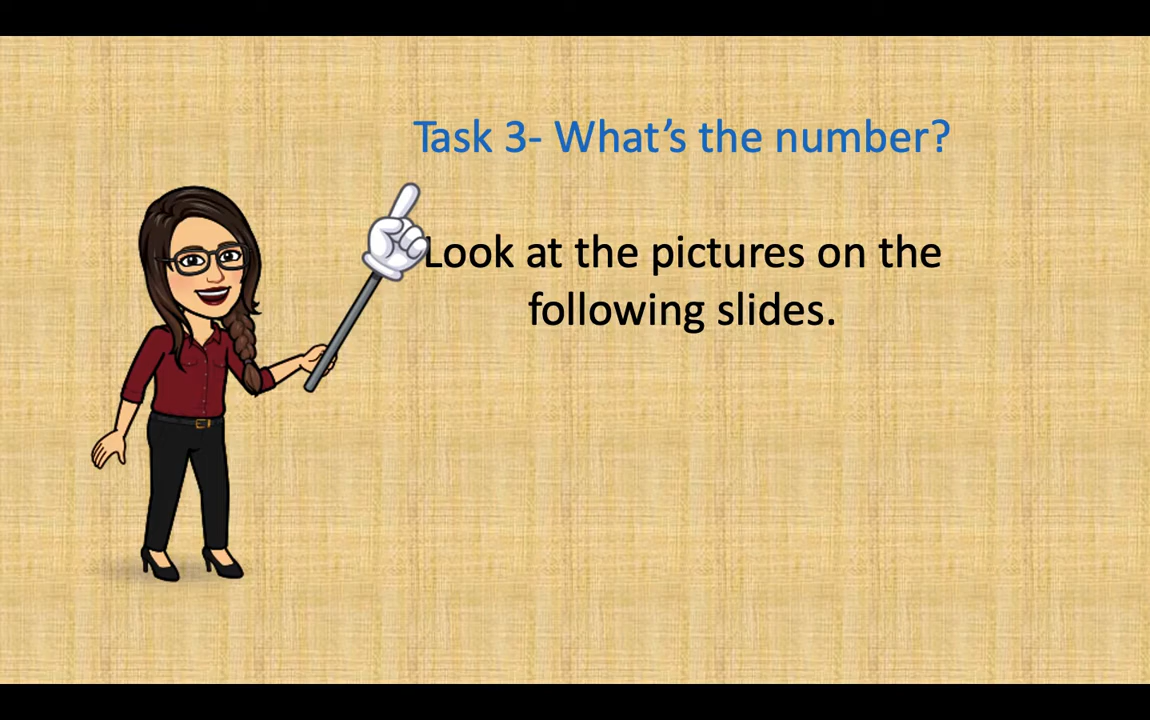 Task 3- What's the number?
Look at the pictures on the
following slides.